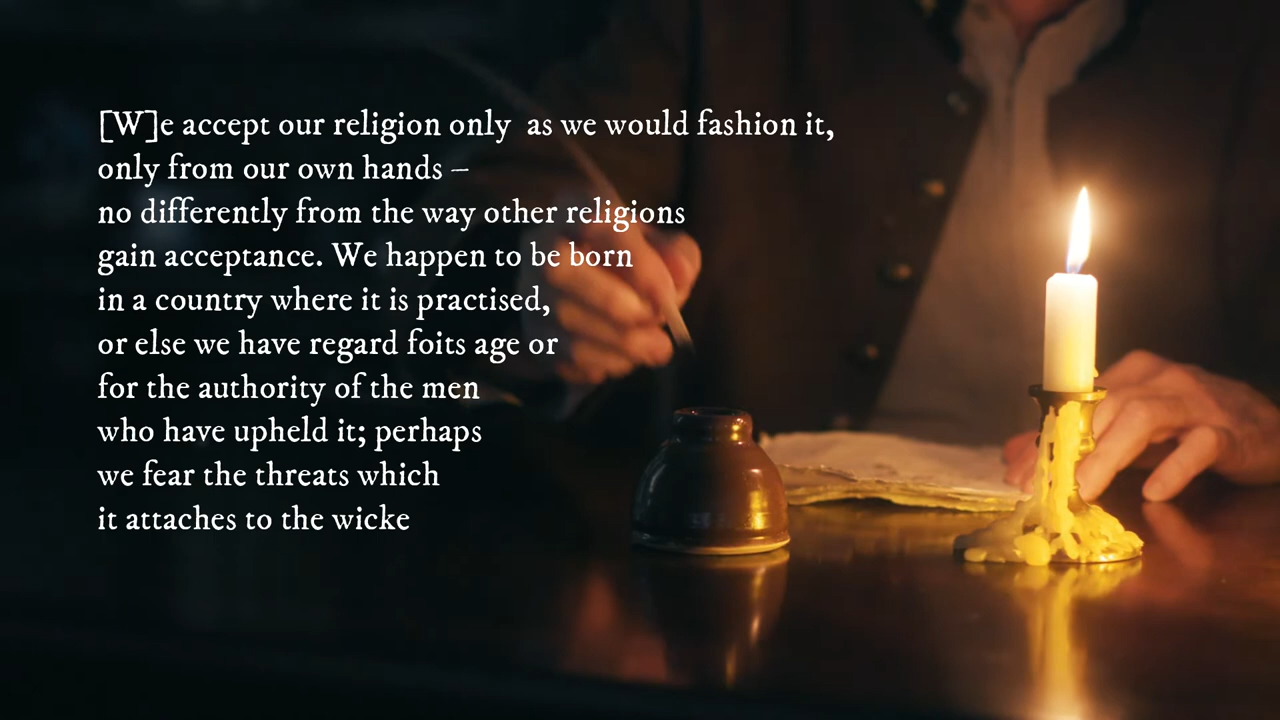 [W]e accept our religion only  as we would fashion it,
only from our own hands –
no differently from the way other religions
gain acceptance. We happen to be born
in a country where it is practised,
or else we have regard foits age or
for the authority of the men
who have upheld it; perhaps
we fear the threats which
it attaches to the wicke